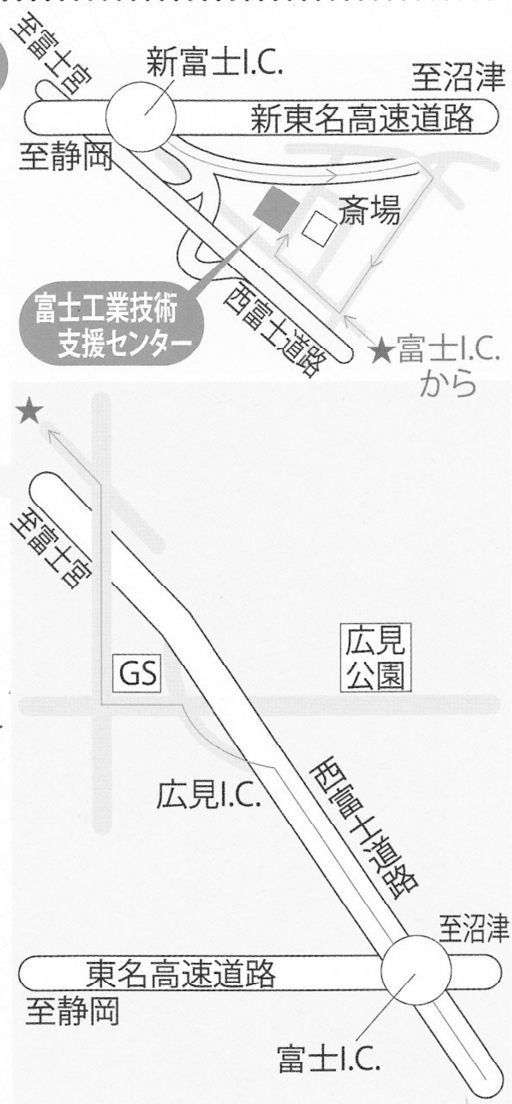 至富士宮
新富士I.C.
至沼津
新東名高速道路
至静岡
斎場
富士工業技術
支援センター
西富士道路
★富士I.C.
から
★
至富士宮
広見
公園
GS
広見I.C.
西富士道路
至沼津
東名高速道路
至静岡
富士I.C.